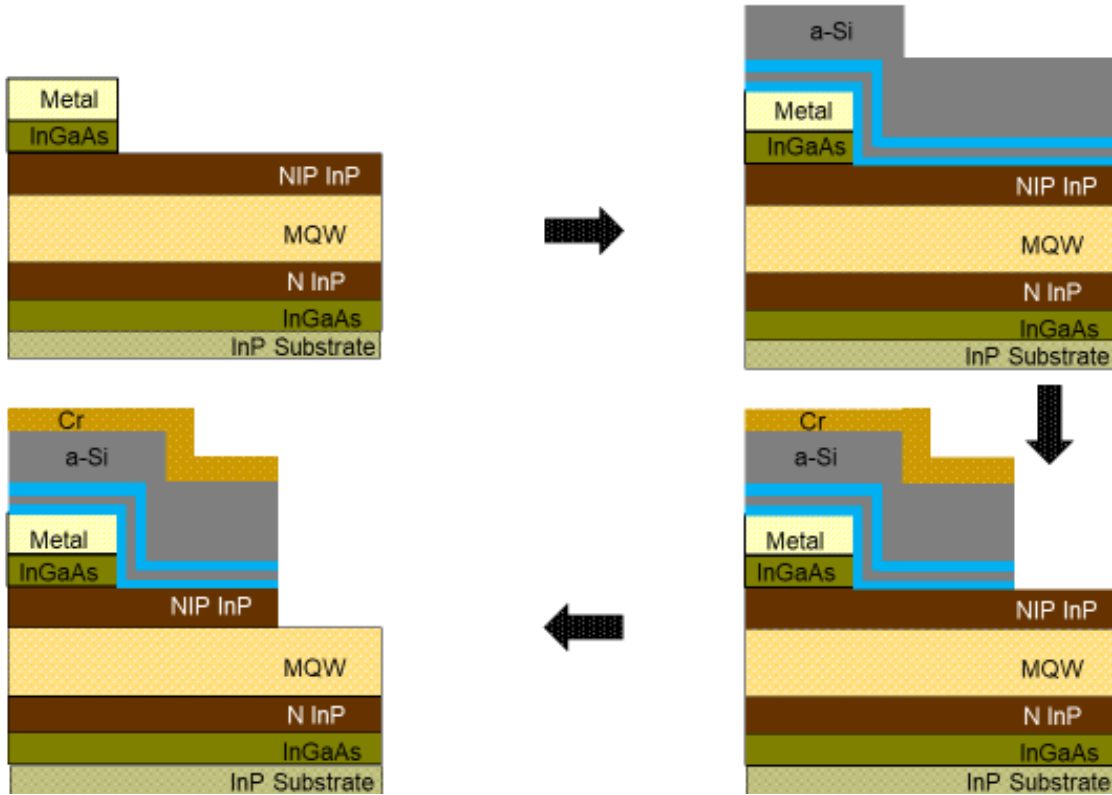 Metal
InGaAs
NIP InP
MQW
N InP
InGaAs
InP Substrate
a-Si
Metal
InGaAs
NIP InP
MQW
N InP
InGaAs
InP Substrate
Cr
a-Si
Metal
InGaAs
NIP InP
MQW
N InP
InGaAs
InP Substrate
Cr
a-Si
Metal
InGaAs
NIP InP
MQW
N InP
InGaAs
InP Substrate